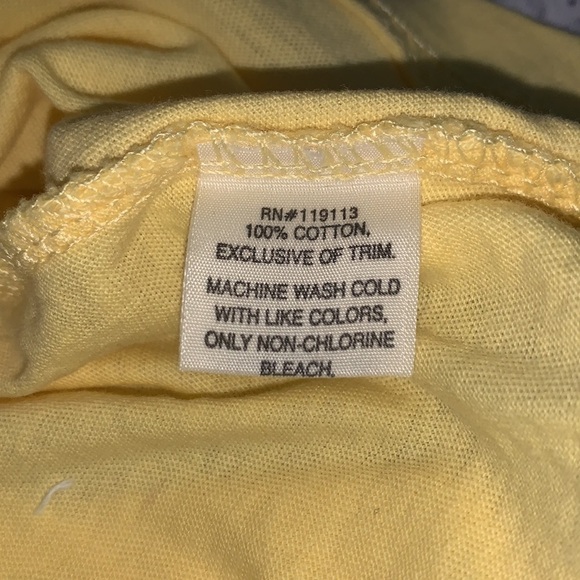 RN#119113
100% COTTON,
EXCLUSIVE OF TRIM.
MACHINE WASH COLD
WITH LIKE COLORS,
ONLY NON-CHLORINE
BLEACH,